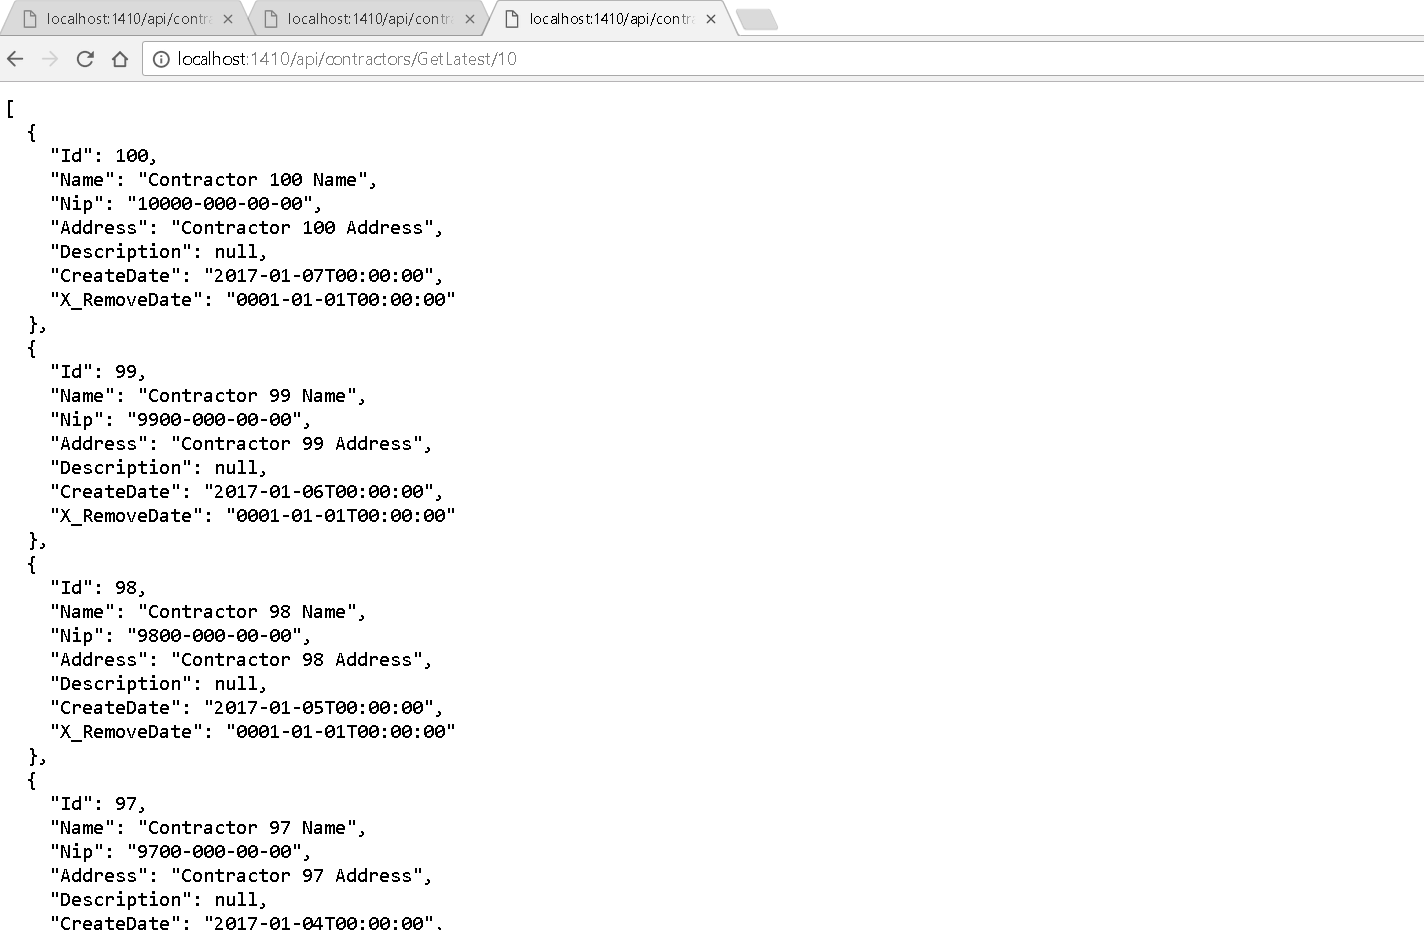 localhost:1410/api/contr localhost:1410/api/contr localhost:1410/api/contr
localhost:1410/api/contractors/GetLatest/10
[
{
"Id": 100,
"Name": "Contractor 100 Name",
"Nip": "10000-000-00-00",
"Address": "Contractor 100 Address",
"Description": null,
"CreateDate": "2017-01-07T00:00:00",
"X_RemoveDate": "0001-01-01T00:00:00"
},
{
"Id": 99,
"Name": "Contractor 99 Name",
"Nip": "9900-000-00-00",
"Address": "Contractor 99 Address",
"Description": null,
"CreateDate": "2017-01-06T00:00:00",
"X_RemoveDate": "0001-01-01T00:00:00"
},
{
"Id": 98,
"Name": "Contractor 98 Name",
"Nip": "9800-000-00-00",
"Address": "Contractor 98 Address",
"Description": null,
"CreateDate": "2017-01-05T00:00:00",
"X_RemoveDate": "0001-01-01T00:00:00"
},
{
"Id": 97,
"Name": "Contractor 97 Name",
"Nip": "9700-000-00-00",
"Address": "Contractor 97 Address",
"Description": null,
"CreateDate": "2017-01-04T00:00:00",